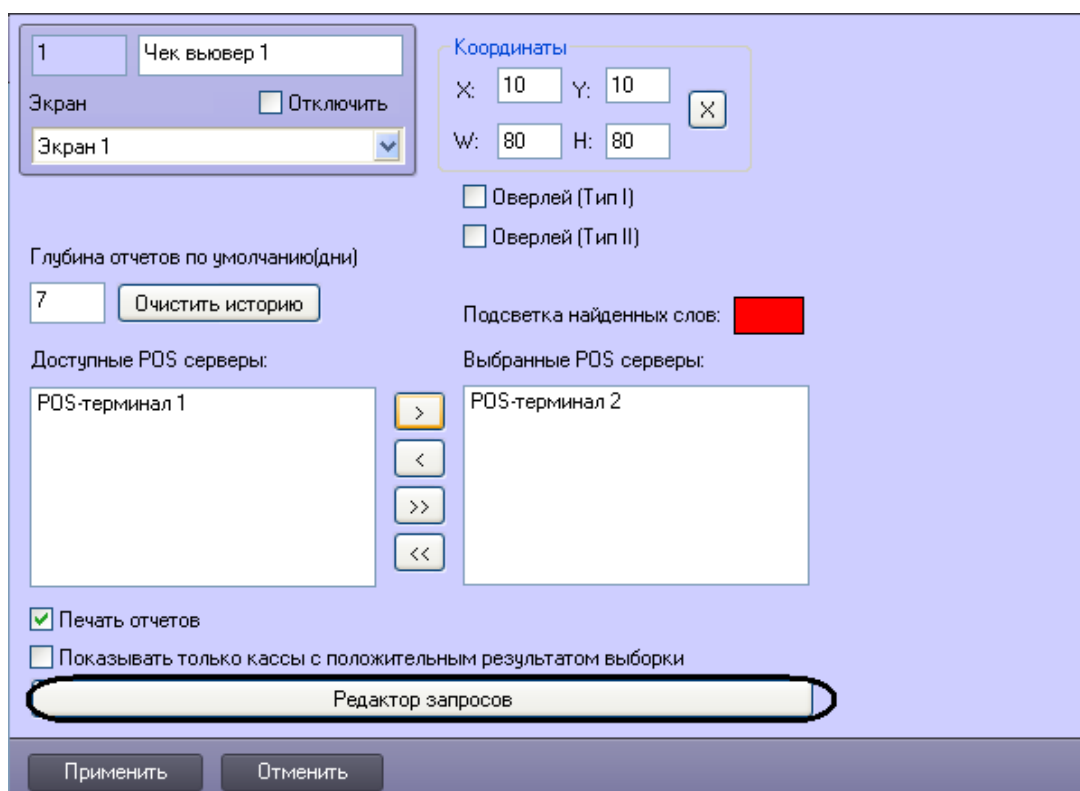 1 Чек вьювер 1
Экран Отключить
Экран 1
Координаты
X: 10 Y: 10
X
W: 80 H: 80
Оверлей (Тип I)
Оверлей (Тип II)
Глубина отчетов по умолчанию(дни)
7 Очистить историю
Подсветка найденных слов:
Доступные POS серверы:
POS-терминал 1
>
<
>>
<<
Выбранные POS серверы:
POS-терминал 2
Печать отчетов
Показывать только кассы с положительным результатом выборки
Редактор запросов
Применить Отменить